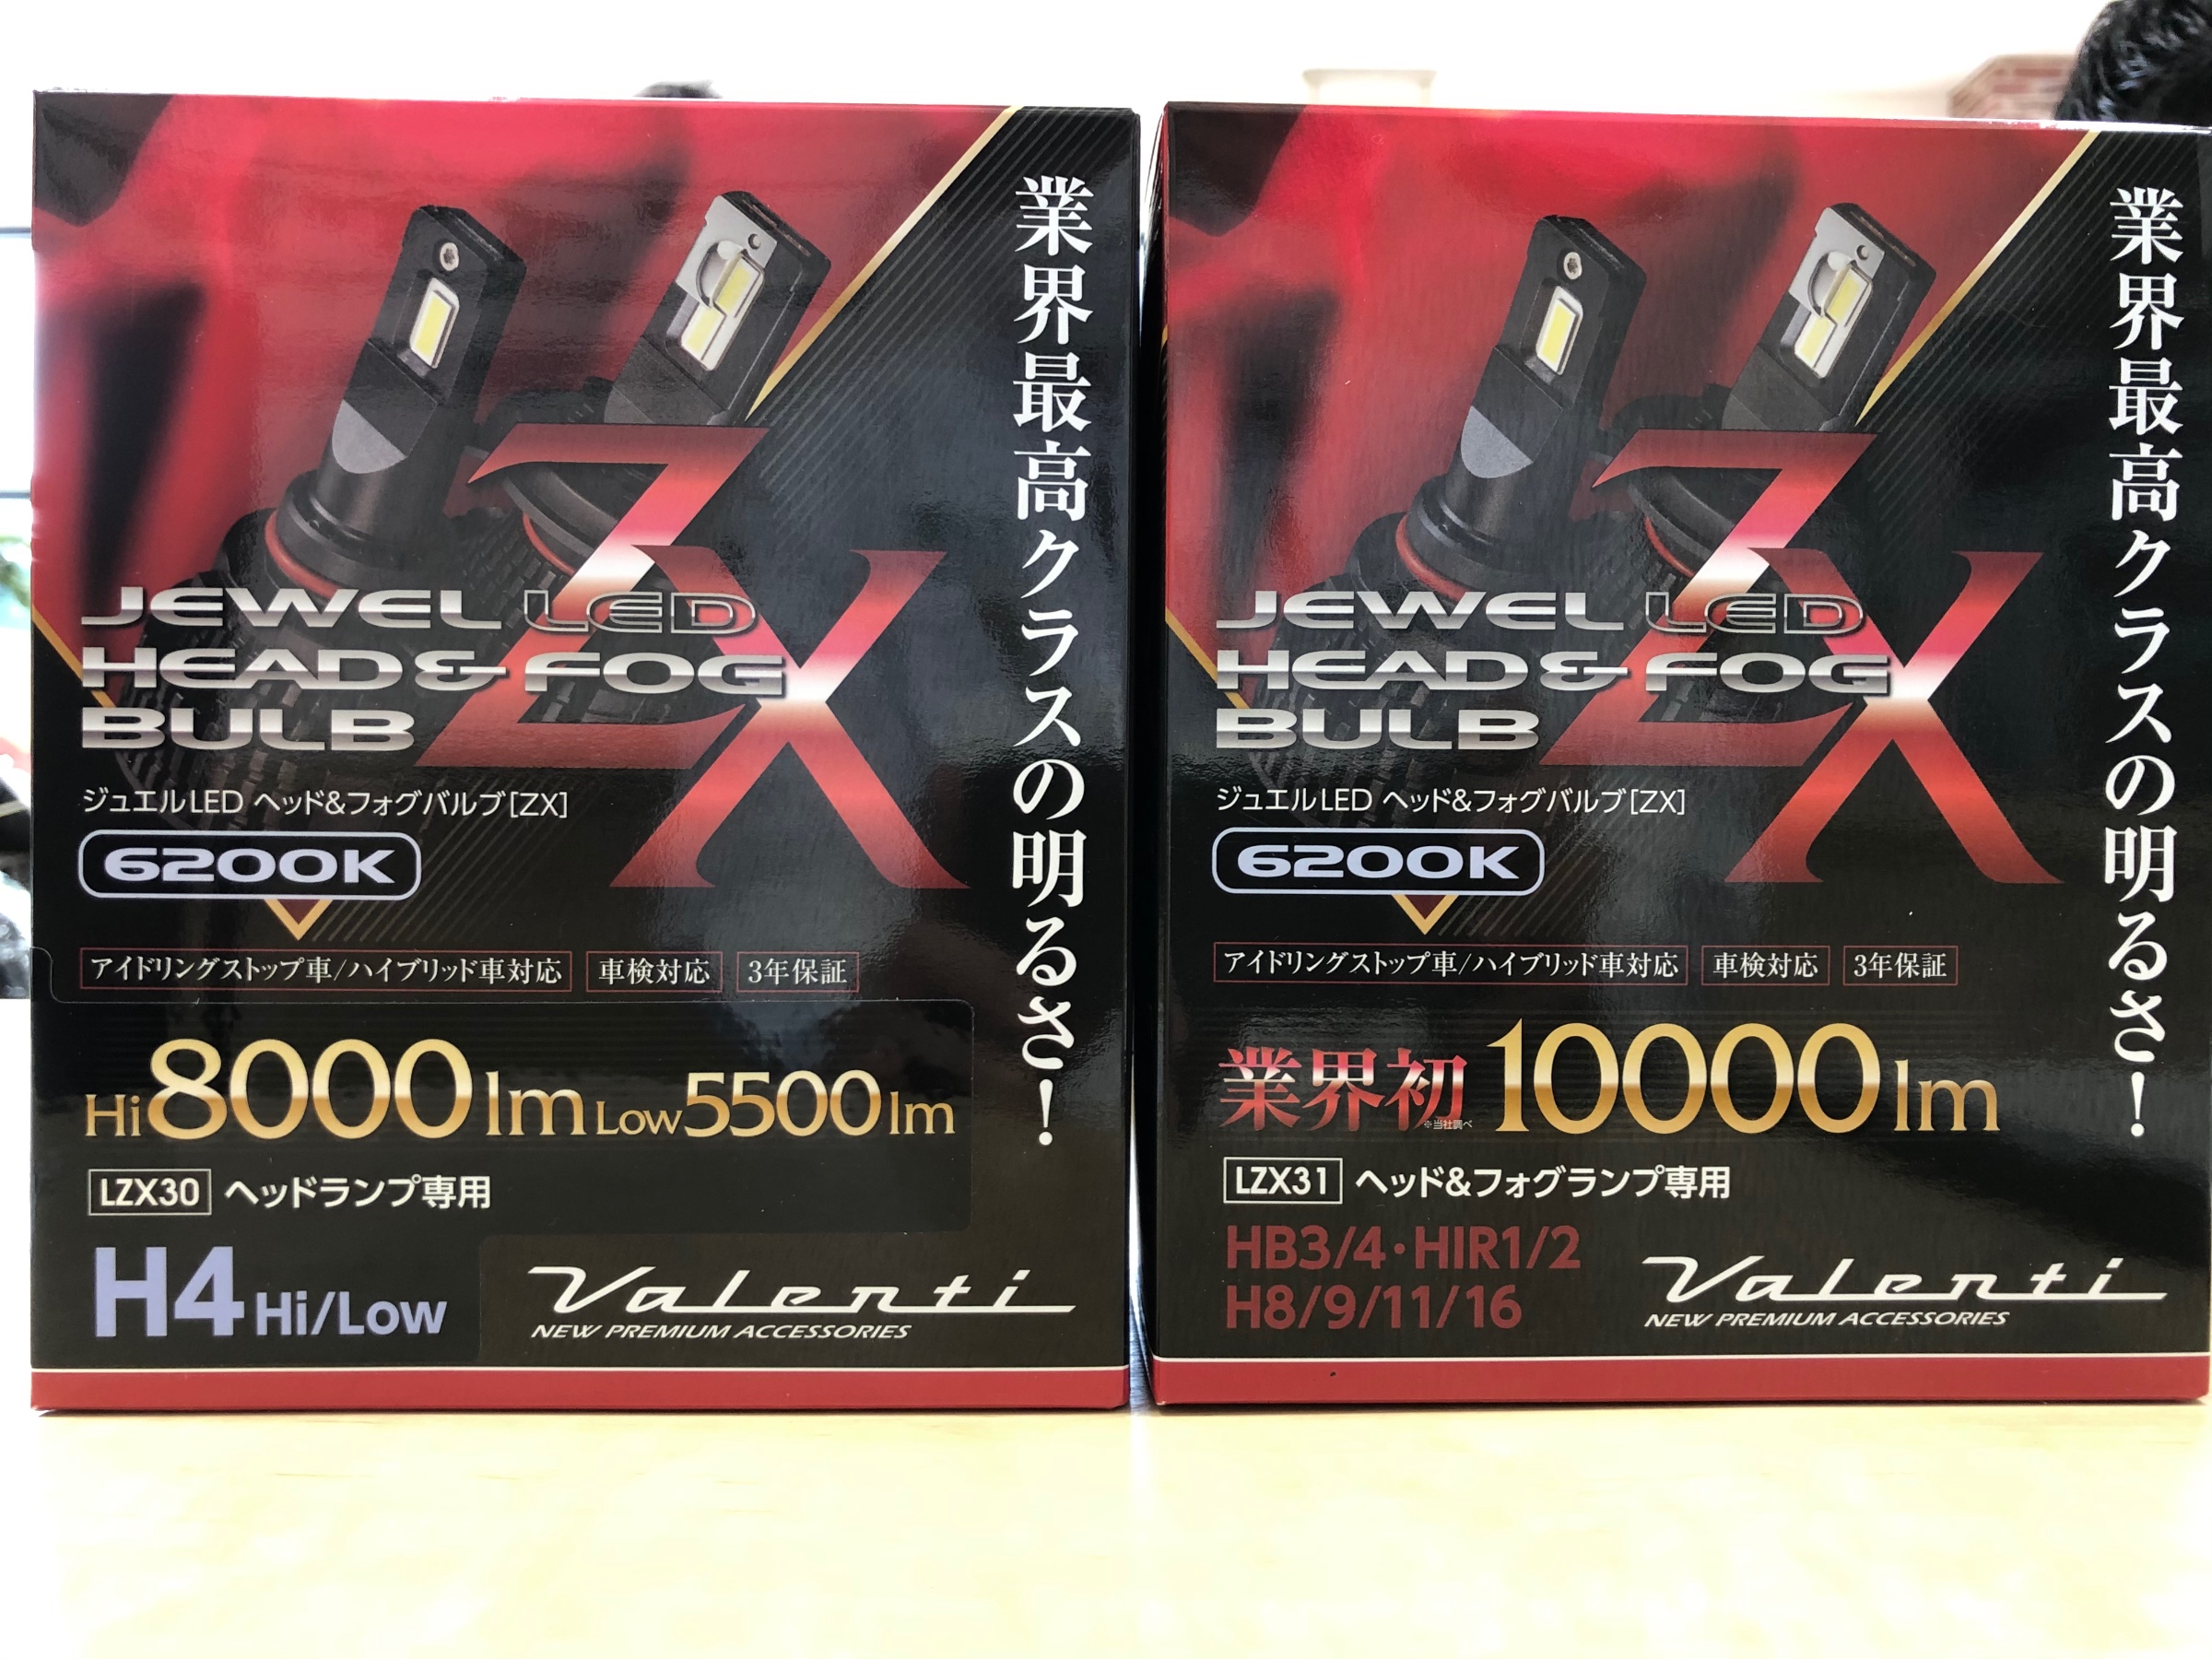 業界最高クラスの明るさ!
ZX
JEWEL LED
HEAD & FOG
BULB
ジュエルLED ヘッド&フォグバルブ[ZX]
6200K
アイドリングストップ車/ハイブリッド車対応 車検対応 3年保証
Hi8000lm Low5500lm
LZX30 ヘッドランプ専用
H4 Hi/Low
Valenti
NEW PREMIUM ACCESSORIES
業界最高クラスの明るさ!
ZX
JEWEL LED
HEAD & FOG
BULB
ジュエルLED ヘッド&フォグバルブ[ZX]
6200K
アイドリングストップ車/ハイブリッド車対応 車検対応 3年保証
業界初 10000lm
※当社調べ
LZX31 ヘッド&フォグランプ専用
HB3/4・HIR1/2
H8/9/11/16
Valenti
NEW PREMIUM ACCESSORIES